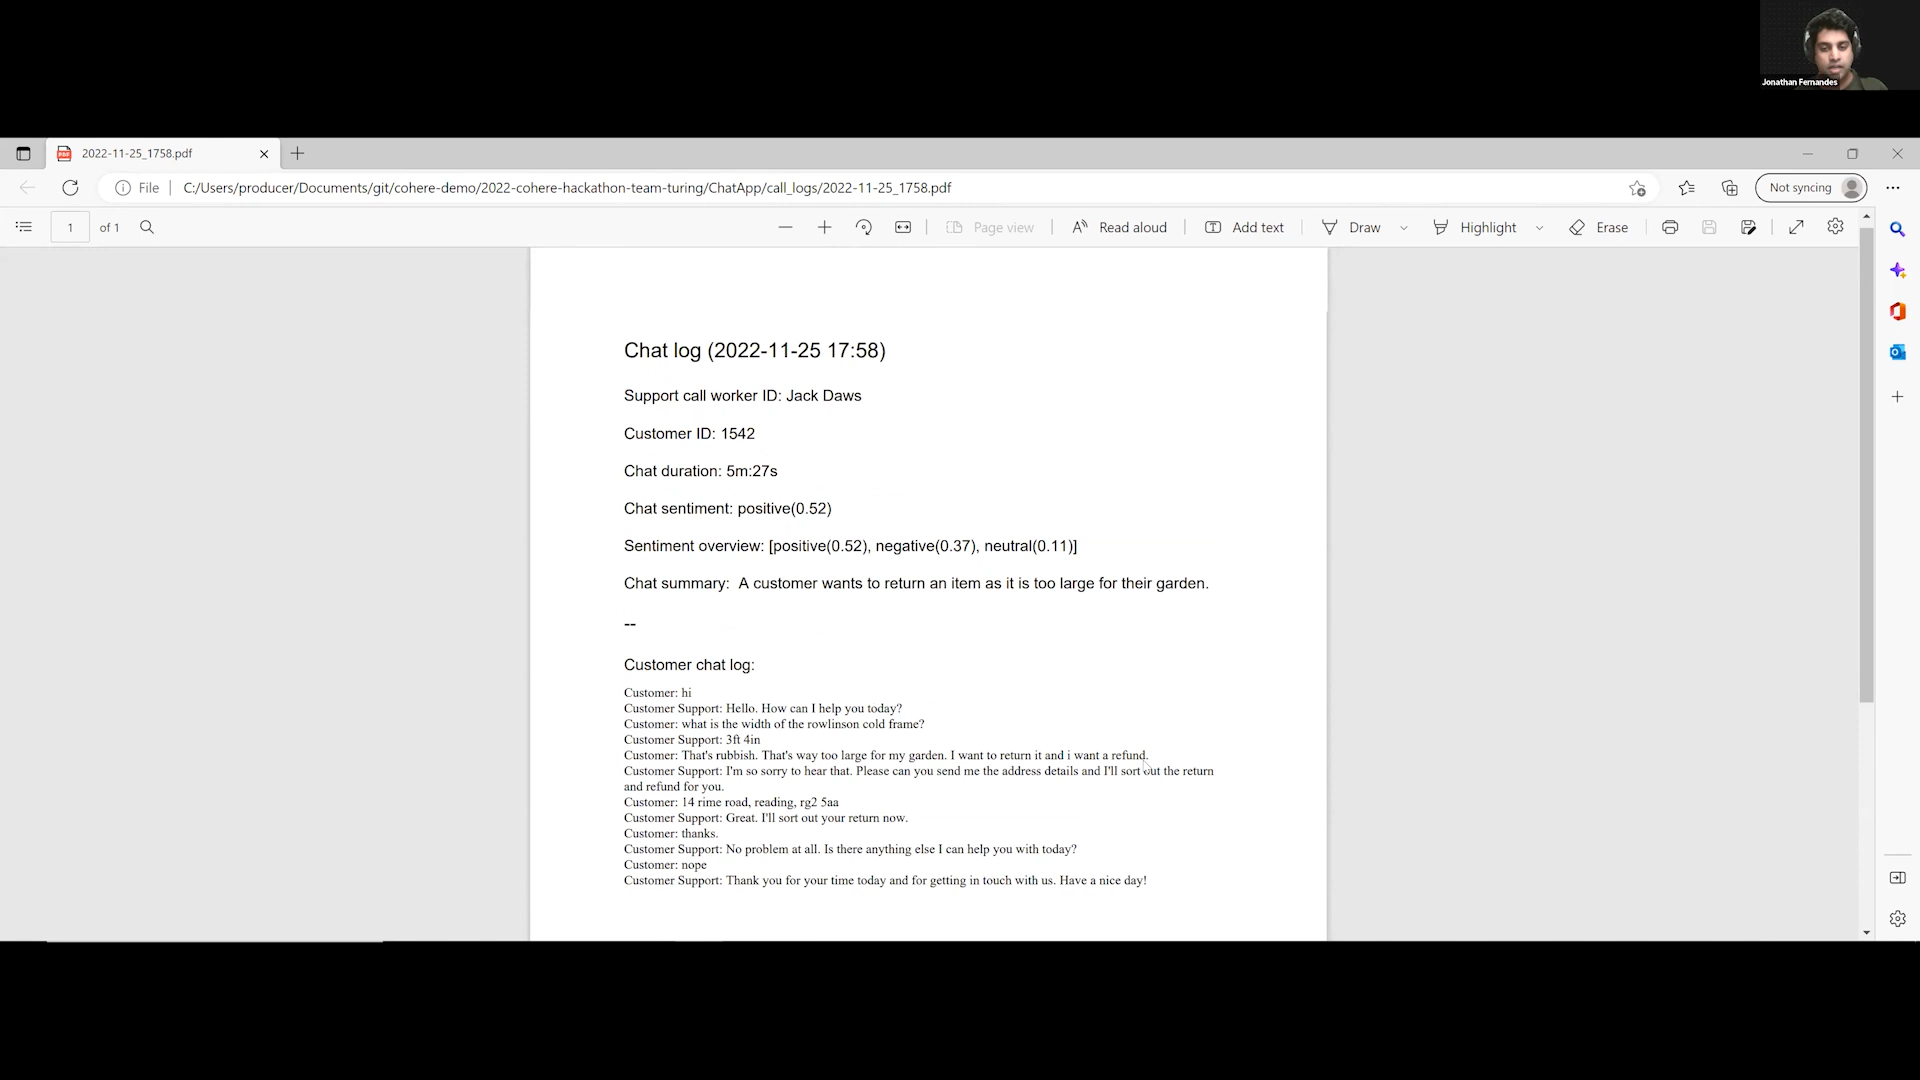 Jonathan Fernandes
2022-11-25_1758.pdf
File
C:/Users/producer/Documents/git/cohere-demo/2022-cohere-hackathon-team-turing/ChatApp/call_logs/2022-11-25_1758.pdf
Not syncing
1 of 1
Page view
Read aloud
Add text
Draw
Highlight
Erase
Chat log (2022-11-25 17:58)
Support call worker ID: Jack Daws
Customer ID: 1542
Chat duration: 5m:27s
Chat sentiment: positive(0.52)
Sentiment overview: [positive(0.52), negative(0.37), neutral(0.11)]
Chat summary:  A customer wants to return an item as it is too large for their garden.
--
Customer chat log:
Customer: hi
Customer Support: Hello. How can I help you today?
Customer: what is the width of the rowlinson cold frame?
Customer Support: 3ft 4in
Customer: That's rubbish. That's way too large for my garden. I want to return it and i want a refund.
Customer Support: I'm so sorry to hear that. Please can you send me the address details and I'll sort out the return
and refund for you.
Customer: 14 rime road, reading, rg2 5aa
Customer Support: Great. I'll sort out your return now.
Customer: thanks.
Customer Support: No problem at all. Is there anything else I can help you with today?
Customer: nope
Customer Support: Thank you for your time today and for getting in touch with us. Have a nice day!